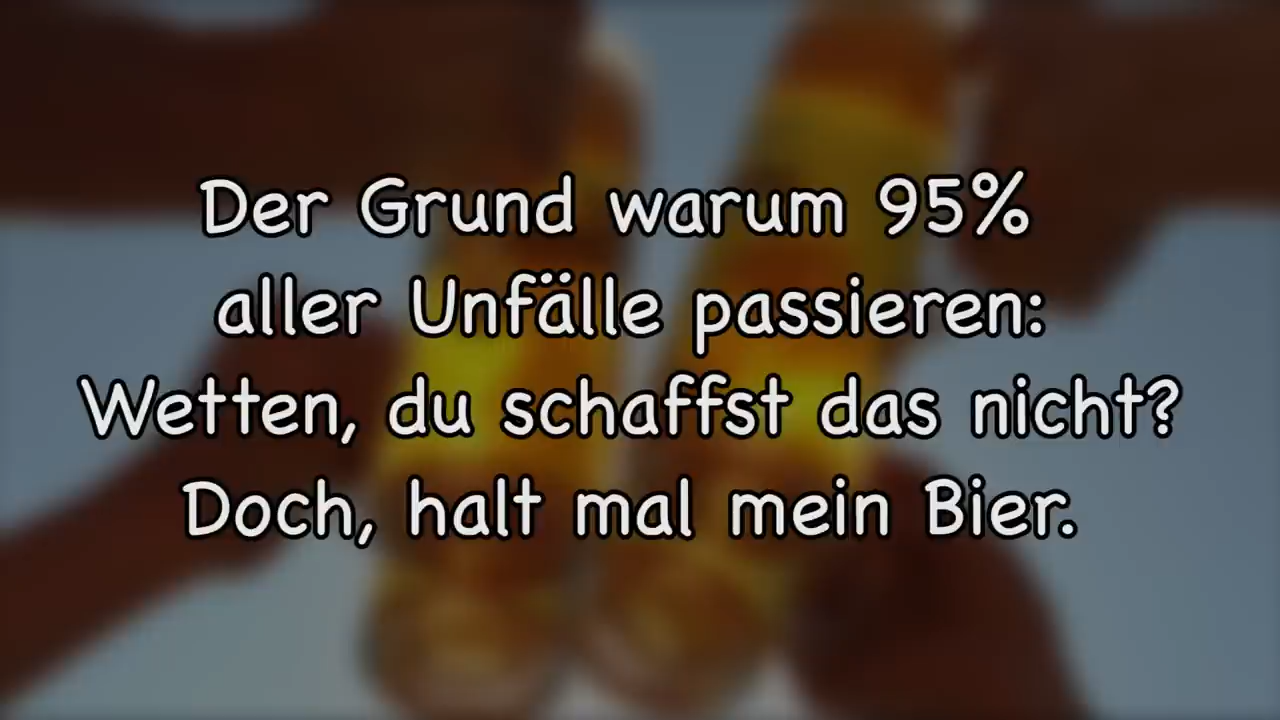 Der Grund warum 95%
aller Unfälle passieren:
Wetten, du schaffst das nicht?
Doch, halt mal mein Bier.